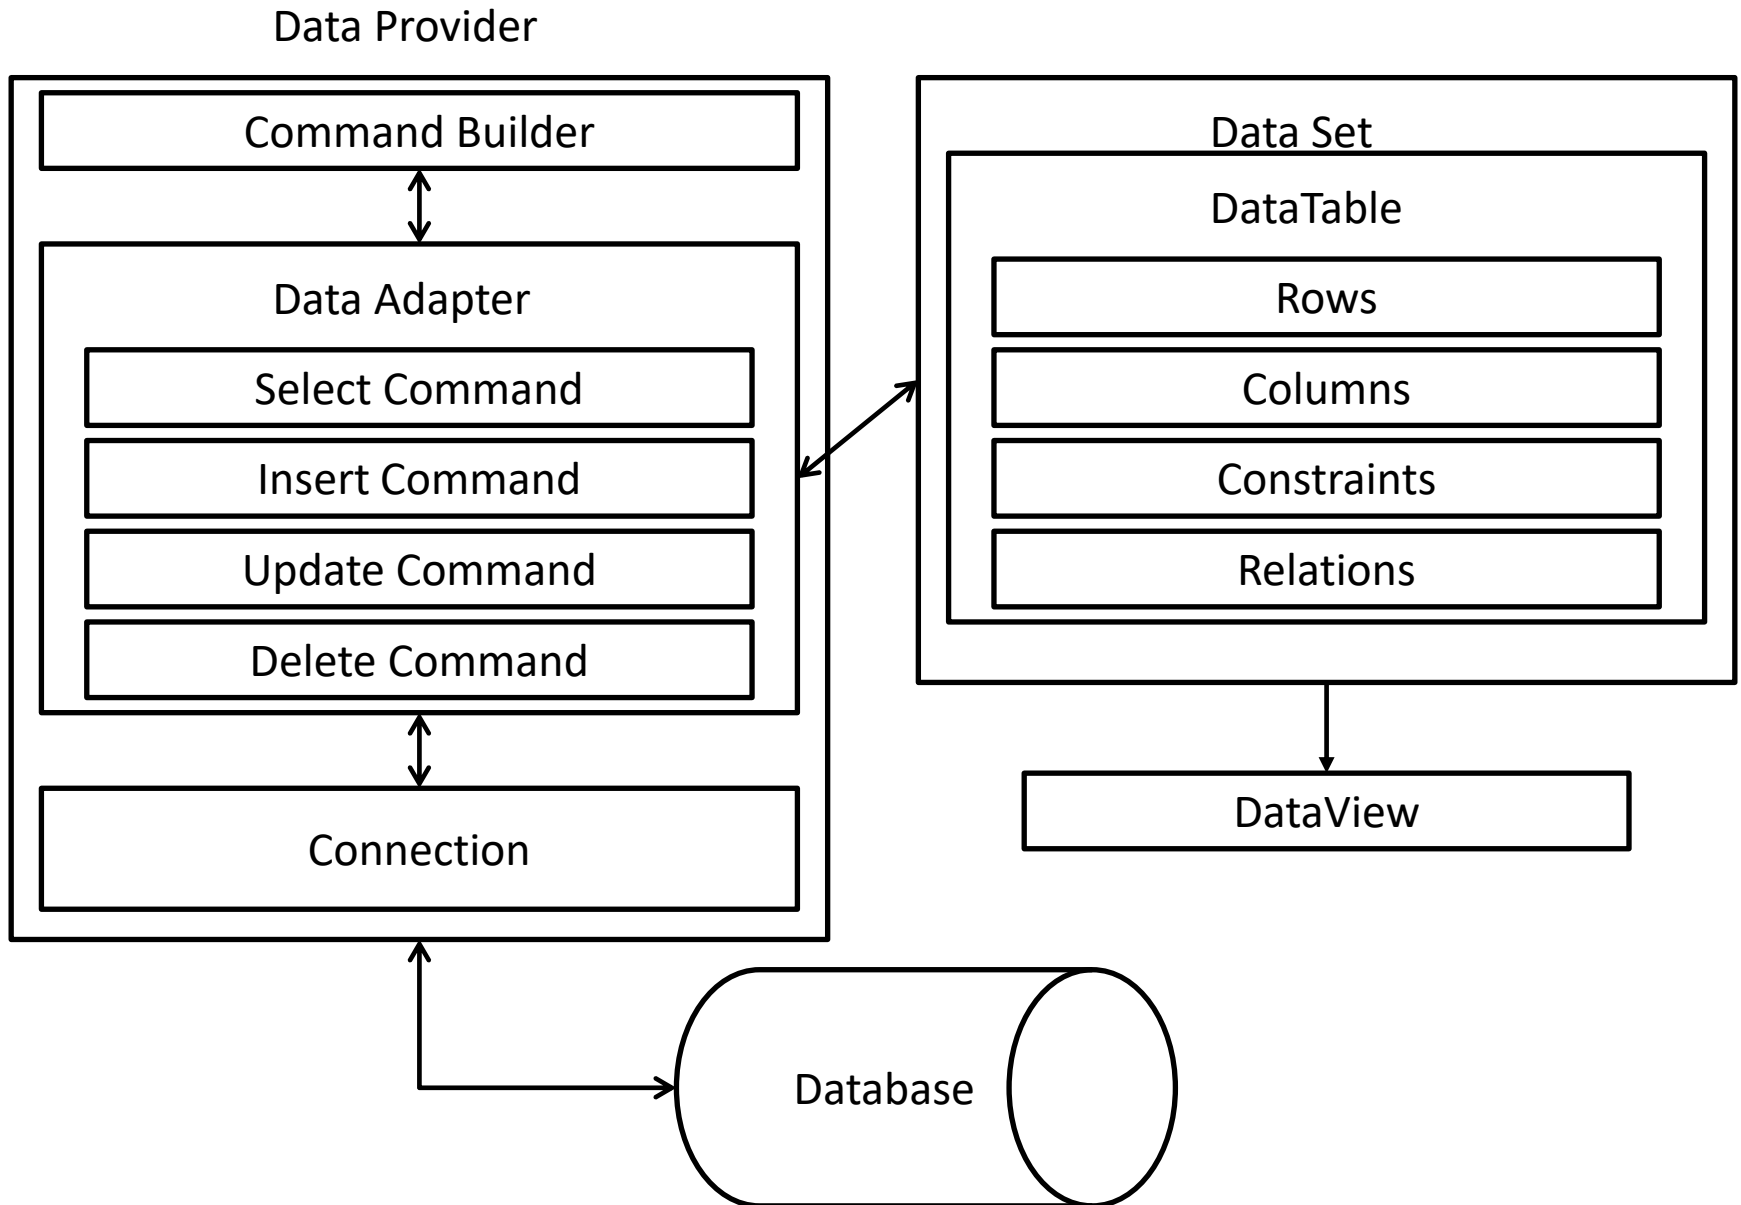 Data Provider
Command Builder
Data Adapter
Select Command
Insert Command
Update Command
Delete Command
Connection
Data Set
DataTable
Rows
Columns
Constraints
Relations
DataView
Database